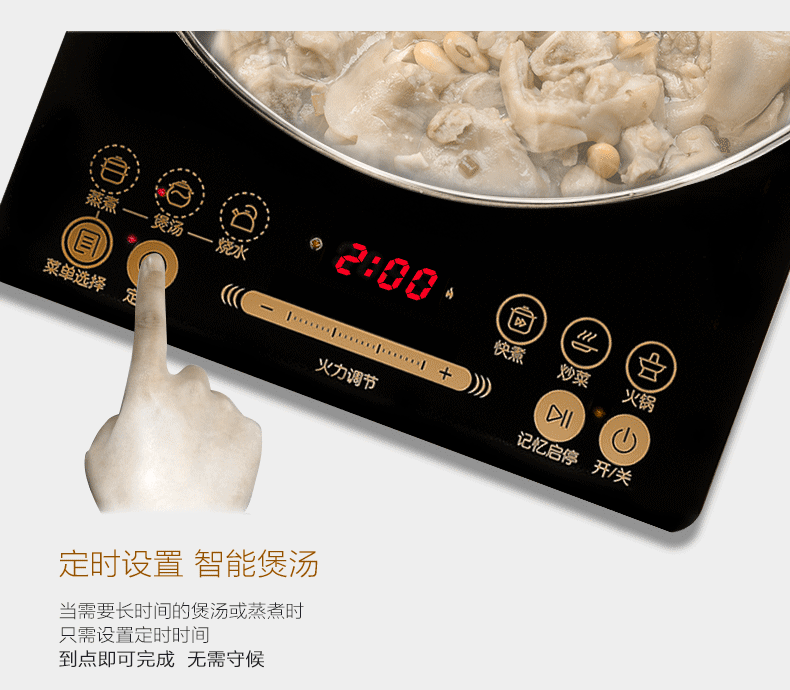 蒸煮
煲汤
烧水
菜单选择
定
2:00
火力调节
快煮
炒菜
火锅
记忆启停
开/关
定时设置 智能煲汤
当需要长时间的煲汤或蒸煮时
只需设置定时时间
到点即可完成 无需守候